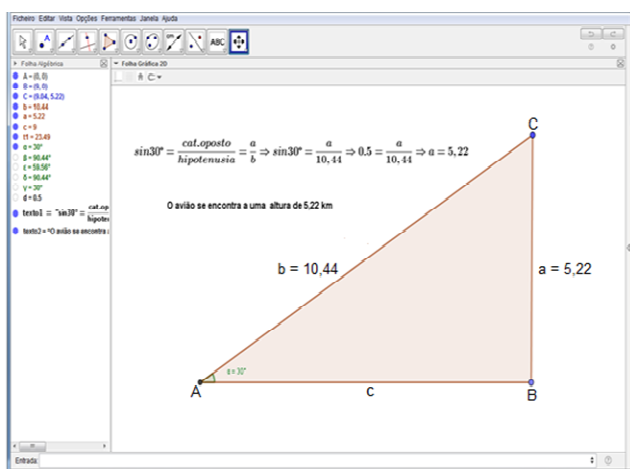 Ficheiro Editar Vista Opções Ferramentas Janela Ajuda
ABC
Folha Algébrica
Folha Gráfica 2D
A = (0, 0)
B = (9, 0)
C = (9.04, 5.22)
b = 10.44
a = 5.22
c = 9
t1 = 23.49
α = 30°
β = 90.44°
ε = 59.56°
δ = 90.44°
γ = 30°
d = 0.5
texto1 = "sin30° = cat.op
hipoten
texto2 = "O avião se encontra
sin30° = cat.oposto / hipotenusia = a / b ⇒ sin30° = a / 10,44 ⇒ 0.5 = a / 10,44 ⇒ a = 5,22
O avião se encontra a uma altura de 5,22 km
C
b = 10,44
a = 5,22
α = 30°
A
c
B
Entrada: